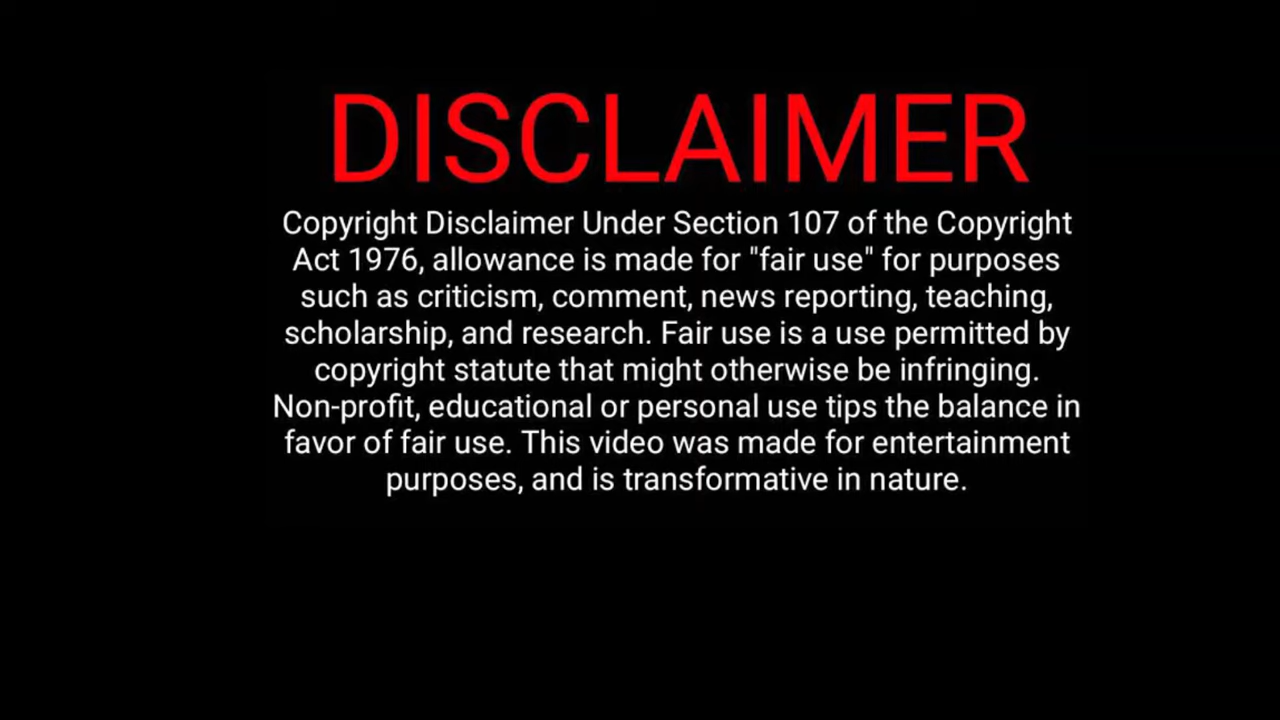 DISCLAIMER
Copyright Disclaimer Under Section 107 of the Copyright
Act 1976, allowance is made for "fair use" for purposes
such as criticism, comment, news reporting, teaching,
scholarship, and research. Fair use is a use permitted by
copyright statute that might otherwise be infringing.
Non-profit, educational or personal use tips the balance in
favor of fair use. This video was made for entertainment
purposes, and is transformative in nature.